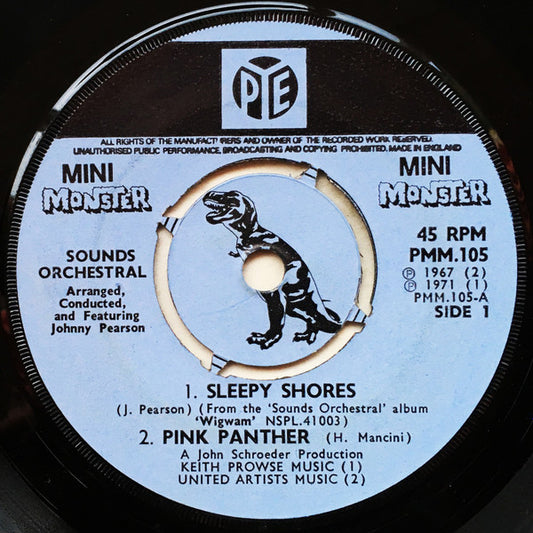 PYE
ALL RIGHTS OF THE MANUFACTURERS AND OWNER OF THE RECORDED WORK RESERVED.
UNAUTHORISED PUBLIC PERFORMANCE, BROADCASTING AND COPYING PROHIBITED. MADE IN ENGLAND
MINI
MONSTER
MINI
MONSTER
SOUNDS
ORCHESTRAL
Arranged,
Conducted,
and Featuring
Johnny Pearson
45 RPM
PMM.105
℗ 1967 (2)
℗ 1971 (1)
PMM.105-A
SIDE 1
1. SLEEPY SHORES
(J. Pearson) (From the 'Sounds Orchestral' album
'Wigwam' NSPL.41003)
2. PINK PANTHER (H. Mancini)
A John Schroeder Production
KEITH PROWSE MUSIC (1)
UNITED ARTISTS MUSIC (2)